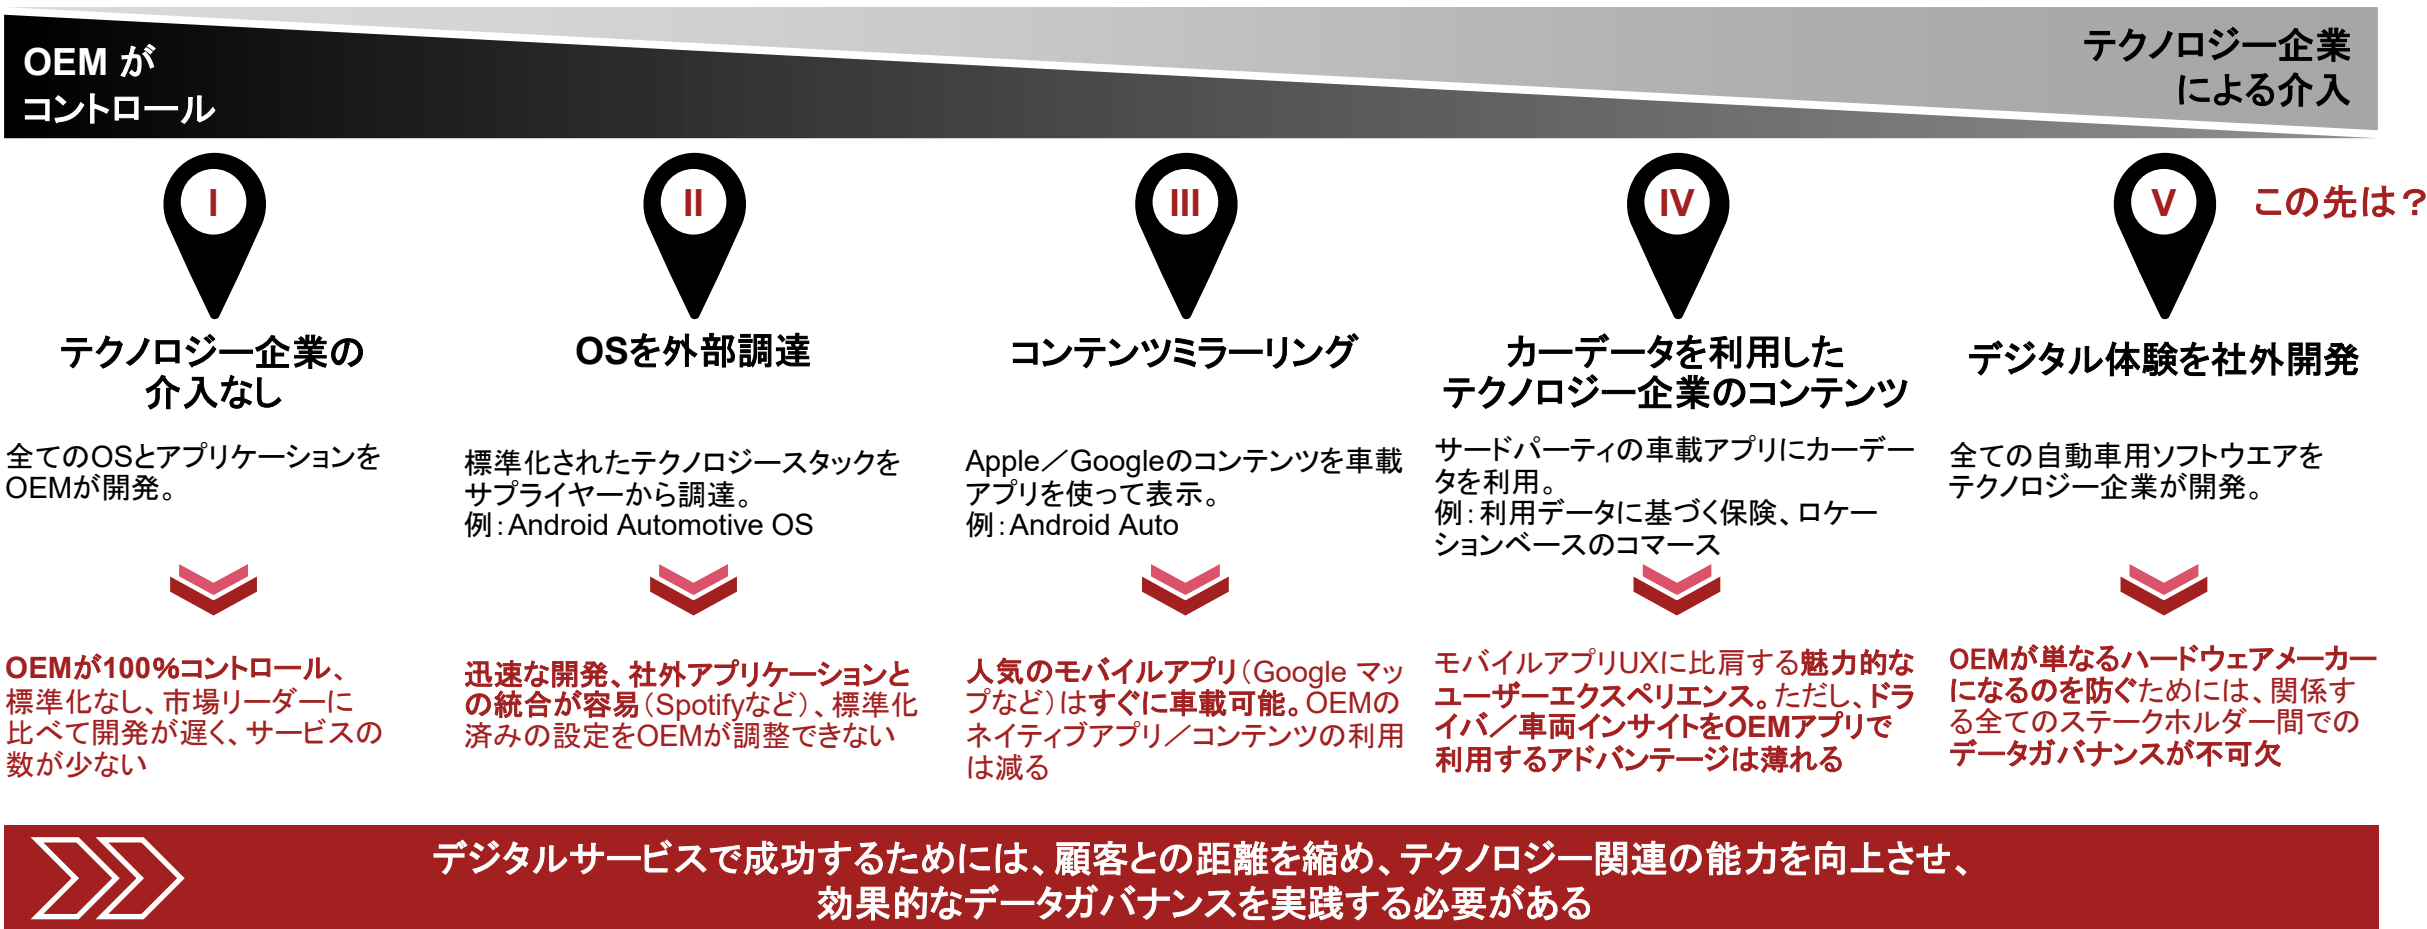 OEM が
コントロール
テクノロジー企業
による介入
I
II
III
IV
V
この先は？
テクノロジー企業の
介入なし
全てのOSとアプリケーションを
OEMが開発。
OEMが100%コントロール、
標準化なし、市場リーダーに
比べて開発が遅く、サービスの
数が少ない
OSを外部調達
標準化されたテクノロジースタックを
サプライヤーから調達。
例：Android Automotive OS
迅速な開発、社外アプリケーションと
の統合が容易（Spotifyなど）、標準化
済みの設定をOEMが調整できない
コンテンツミラーリング
Apple／Googleのコンテンツを車載
アプリを使って表示。
例：Android Auto
人気のモバイルアプリ（Google マッ
プなど）はすぐに車載可能。OEMの
ネイティブアプリ／コンテンツの利用
は減る
カーデータを利用した
テクノロジー企業のコンテンツ
サードパーティの車載アプリにカーデー
タを利用。
例：利用データに基づく保険、ロケー
ションベースのコマース
モバイルアプリUXに比肩する魅力的な
ユーザーエクスペリエンス。ただし、ドラ
イバ／車両インサイトをOEMアプリで
利用するアドバンテージは薄れる
デジタル体験を社外開発
全ての自動車用ソフトウエアを
テクノロジー企業が開発。
OEMが単なるハードウェアメーカー
になるのを防ぐためには、関係す
る全てのステークホルダー間での
データガバナンスが不可欠
デジタルサービスで成功するためには、顧客との距離を縮め、テクノロジー関連の能力を向上させ、
効果的なデータガバナンスを実践する必要がある